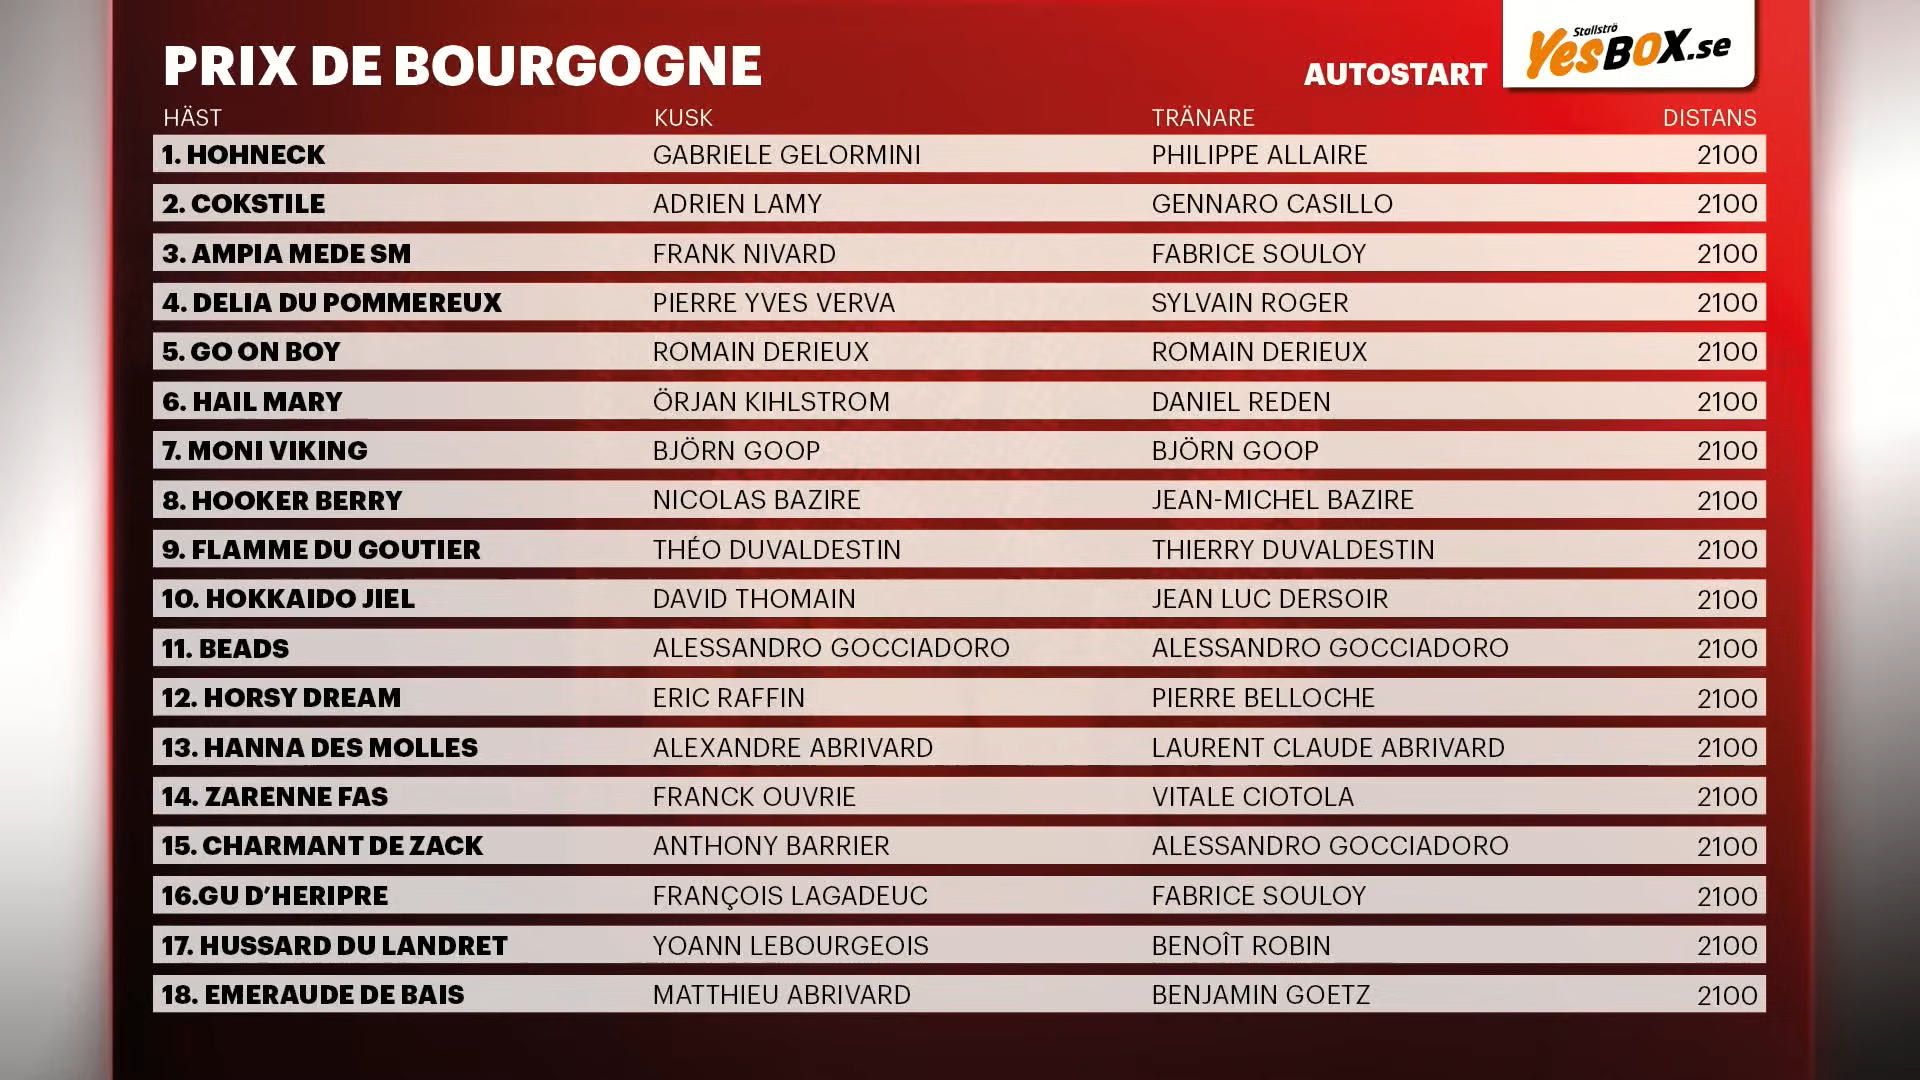 PRIX DE BOURGOGNE
AUTOSTART
Stallströ
YesBOX.se
HÄST KUSK TRÄNARE DISTANS
1. HOHNECK GABRIELE GELORMINI PHILIPPE ALLAIRE 2100
2. COKSTILE ADRIEN LAMY GENNARO CASILLO 2100
3. AMPIA MEDE SM FRANK NIVARD FABRICE SOULOY 2100
4. DELIA DU POMMEREUX PIERRE YVES VERVA SYLVAIN ROGER 2100
5. GO ON BOY ROMAIN DERIEUX ROMAIN DERIEUX 2100
6. HAIL MARY ÖRJAN KIHLSTROM DANIEL REDEN 2100
7. MONI VIKING BJÖRN GOOP BJÖRN GOOP 2100
8. HOOKER BERRY NICOLAS BAZIRE JEAN-MICHEL BAZIRE 2100
9. FLAMME DU GOUTIER THÉO DUVALDESTIN THIERRY DUVALDESTIN 2100
10. HOKKAIDO JIEL DAVID THOMAIN JEAN LUC DERSOIR 2100
11. BEADS ALESSANDRO GOCCIADORO ALESSANDRO GOCCIADORO 2100
12. HORSY DREAM ERIC RAFFIN PIERRE BELLOCHE 2100
13. HANNA DES MOLLES ALEXANDRE ABRIVARD LAURENT CLAUDE ABRIVARD 2100
14. ZARENNE FAS FRANCK OUVRIE VITALE CIOTOLA 2100
15. CHARMANT DE ZACK ANTHONY BARRIER ALESSANDRO GOCCIADORO 2100
16.GU D'HERIPRE FRANÇOIS LAGADEUC FABRICE SOULOY 2100
17. HUSSARD DU LANDRET YOANN LEBOURGEOIS BENOÎT ROBIN 2100
18. EMERAUDE DE BAIS MATTHIEU ABRIVARD BENJAMIN GOETZ 2100